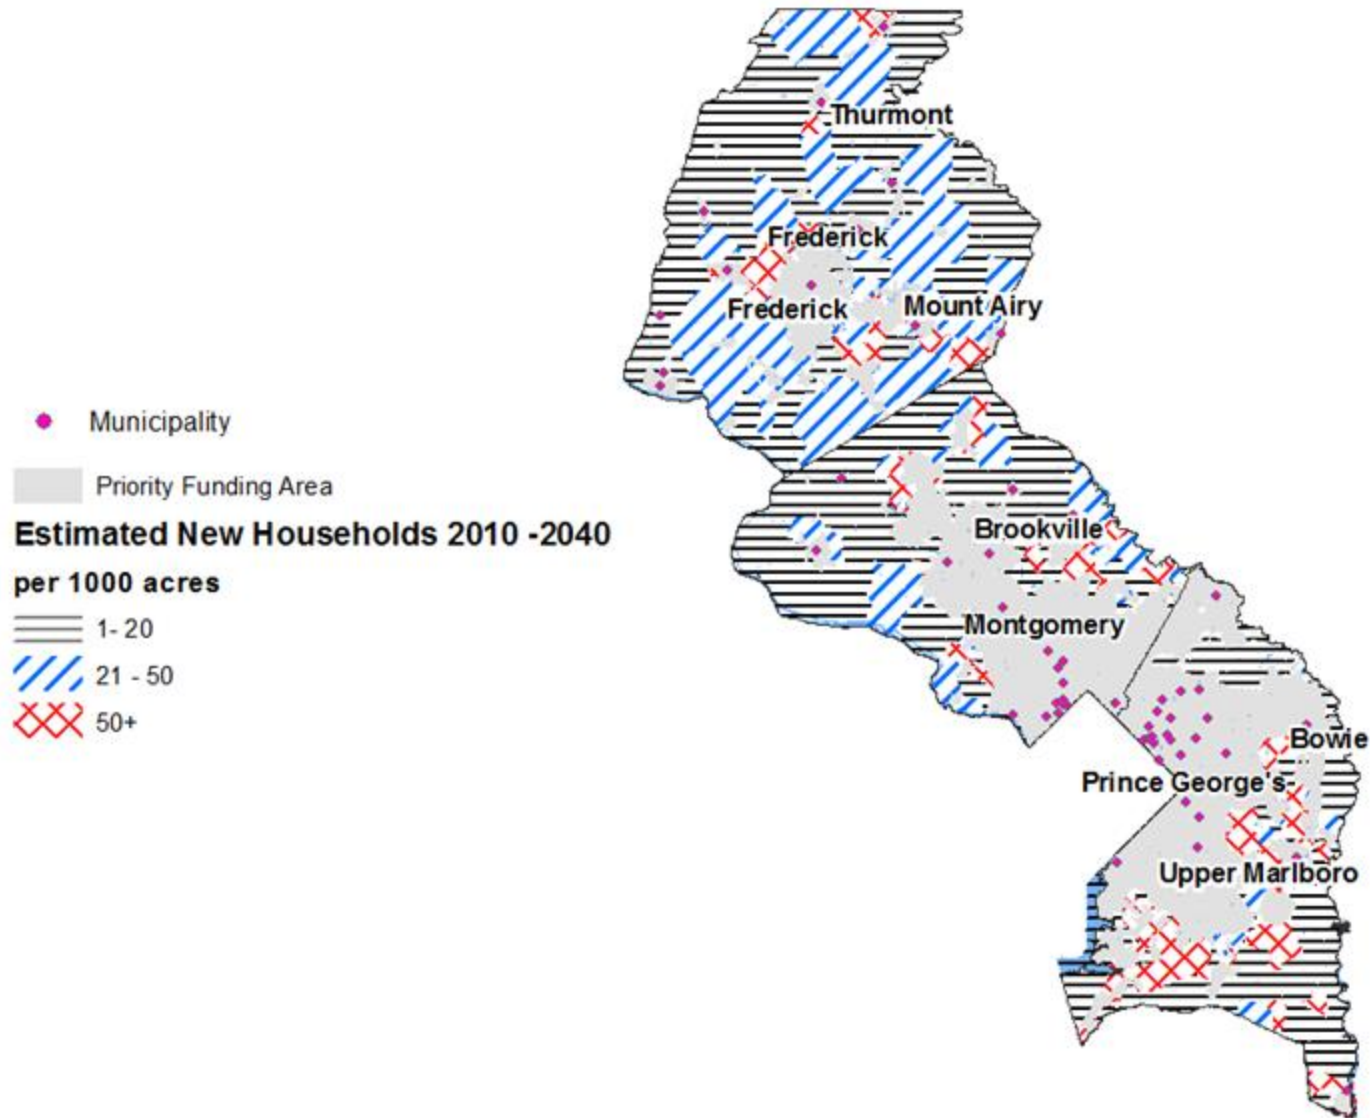 Thurmont
Frederick
Frederick
Mount Airy
Municipality
Priority Funding Area
Estimated New Households 2010 -2040
per 1000 acres
1- 20
21 - 50
50+
Brookville
Montgomery
Bowie
Prince George's
Upper Marlboro